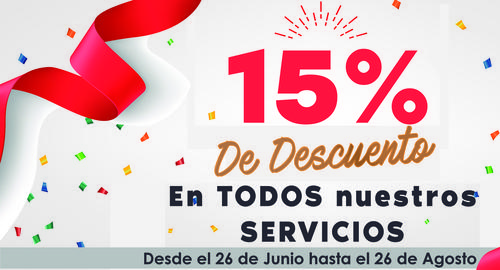 15%
De Descuento
En TODOS nuestros
SERVICIOS
Desde el 26 de Junio hasta el 26 de Agosto